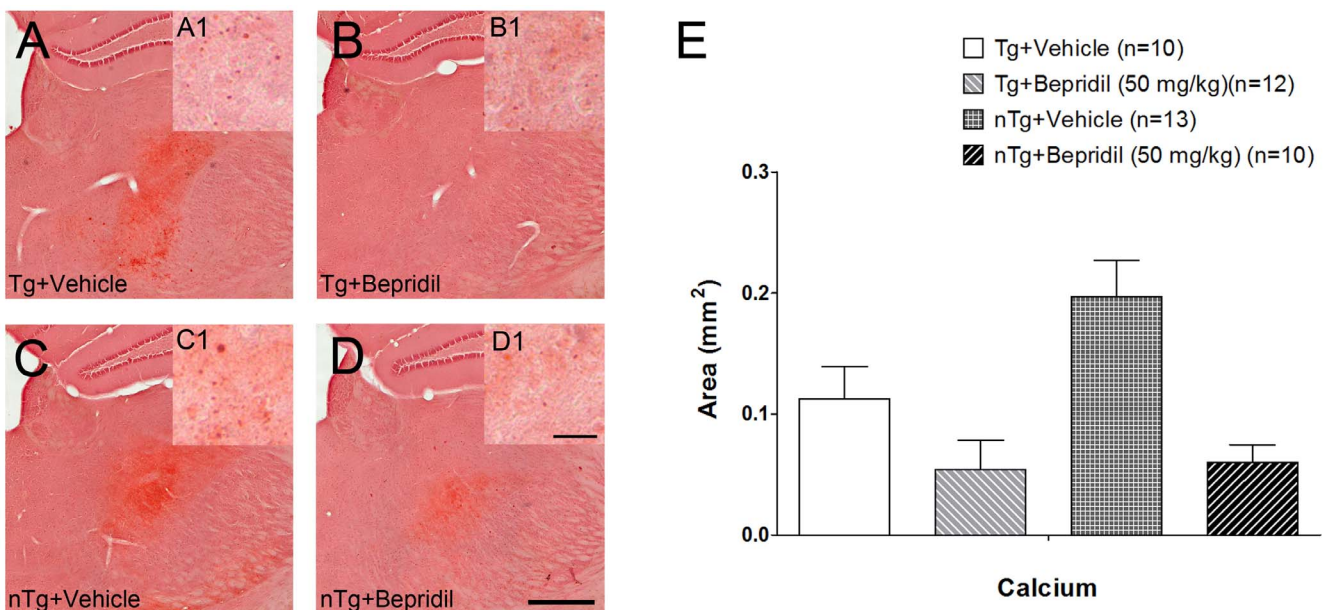 A
A1
Tg+Vehicle
B
B1
Tg+Bepridil
C
C1
nTg+Vehicle
D
D1
nTg+Bepridil
E
Tg+Vehicle (n=10)
Tg+Bepridil (50 mg/kg)(n=12)
nTg+Vehicle (n=13)
nTg+Bepridil (50 mg/kg) (n=10)
Area (mm²)
0.3
0.2
0.1
0.0
Calcium